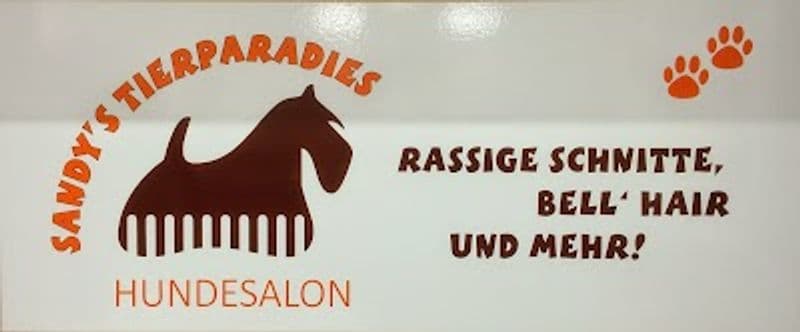 SANDY'S TIERPARADIES
HUNDESALON
RASSIGE SCHNITTE,
BELL' HAIR
UND MEHR!